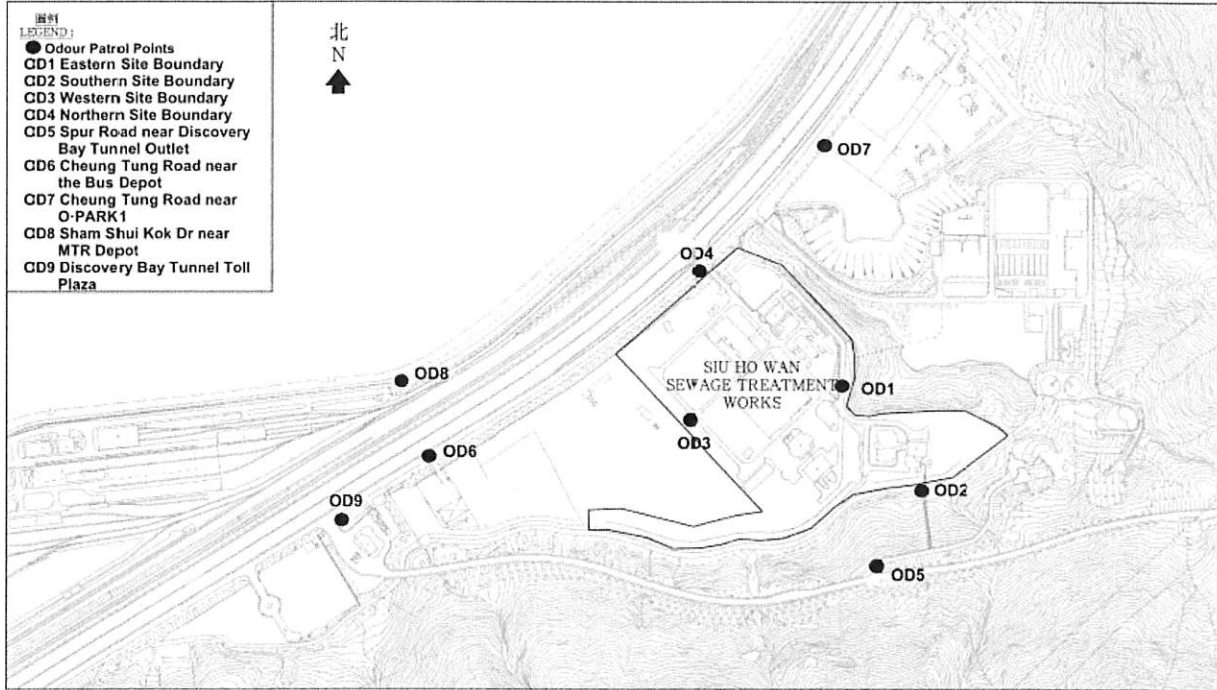 圖例
LEGEND:
Odour Patrol Points
OD1 Eastern Site Boundary
OD2 Southern Site Boundary
OD3 Western Site Boundary
OD4 Northern Site Boundary
OD5 Spur Road near Discovery
Bay Tunnel Outlet
OD6 Cheung Tung Road near
the Bus Depot
OD7 Cheung Tung Road near
O·PARK1
OD8 Sham Shui Kok Dr near
MTR Depot
OD9 Discovery Bay Tunnel Toll
Plaza
北
N
OD7
OD4
OD8
SIU HO WAN
SEWAGE TREATMENT
WORKS
OD1
OD3
OD6
OD2
OD9
OD5